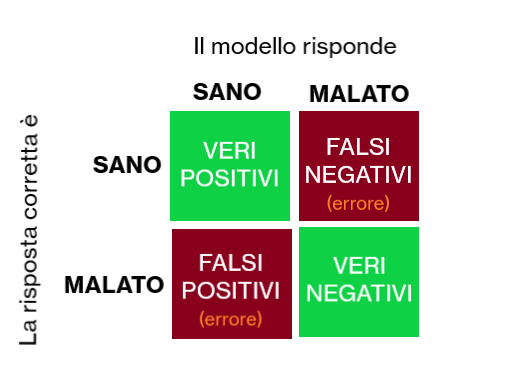 Il modello risponde
SANO MALATO
La risposta corretta è
SANO
VERI
POSITIVI
FALSI
NEGATIVI
(errore)
MALATO
FALSI
POSITIVI
(errore)
VERI
NEGATIVI